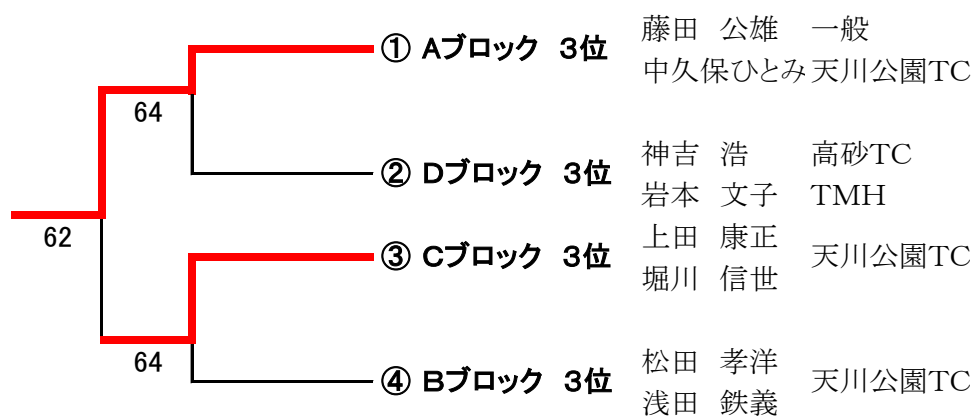 ① Aブロック 3位 藤田 公雄 一般
中久保ひとみ 天川公園TC
64
② Dブロック 3位 神吉 浩 高砂TC
岩本 文子 TMH
62
③ Cブロック 3位 上田 康正 天川公園TC
堀川 信世
64
④ Bブロック 3位 松田 孝洋 天川公園TC
浅田 鉄義